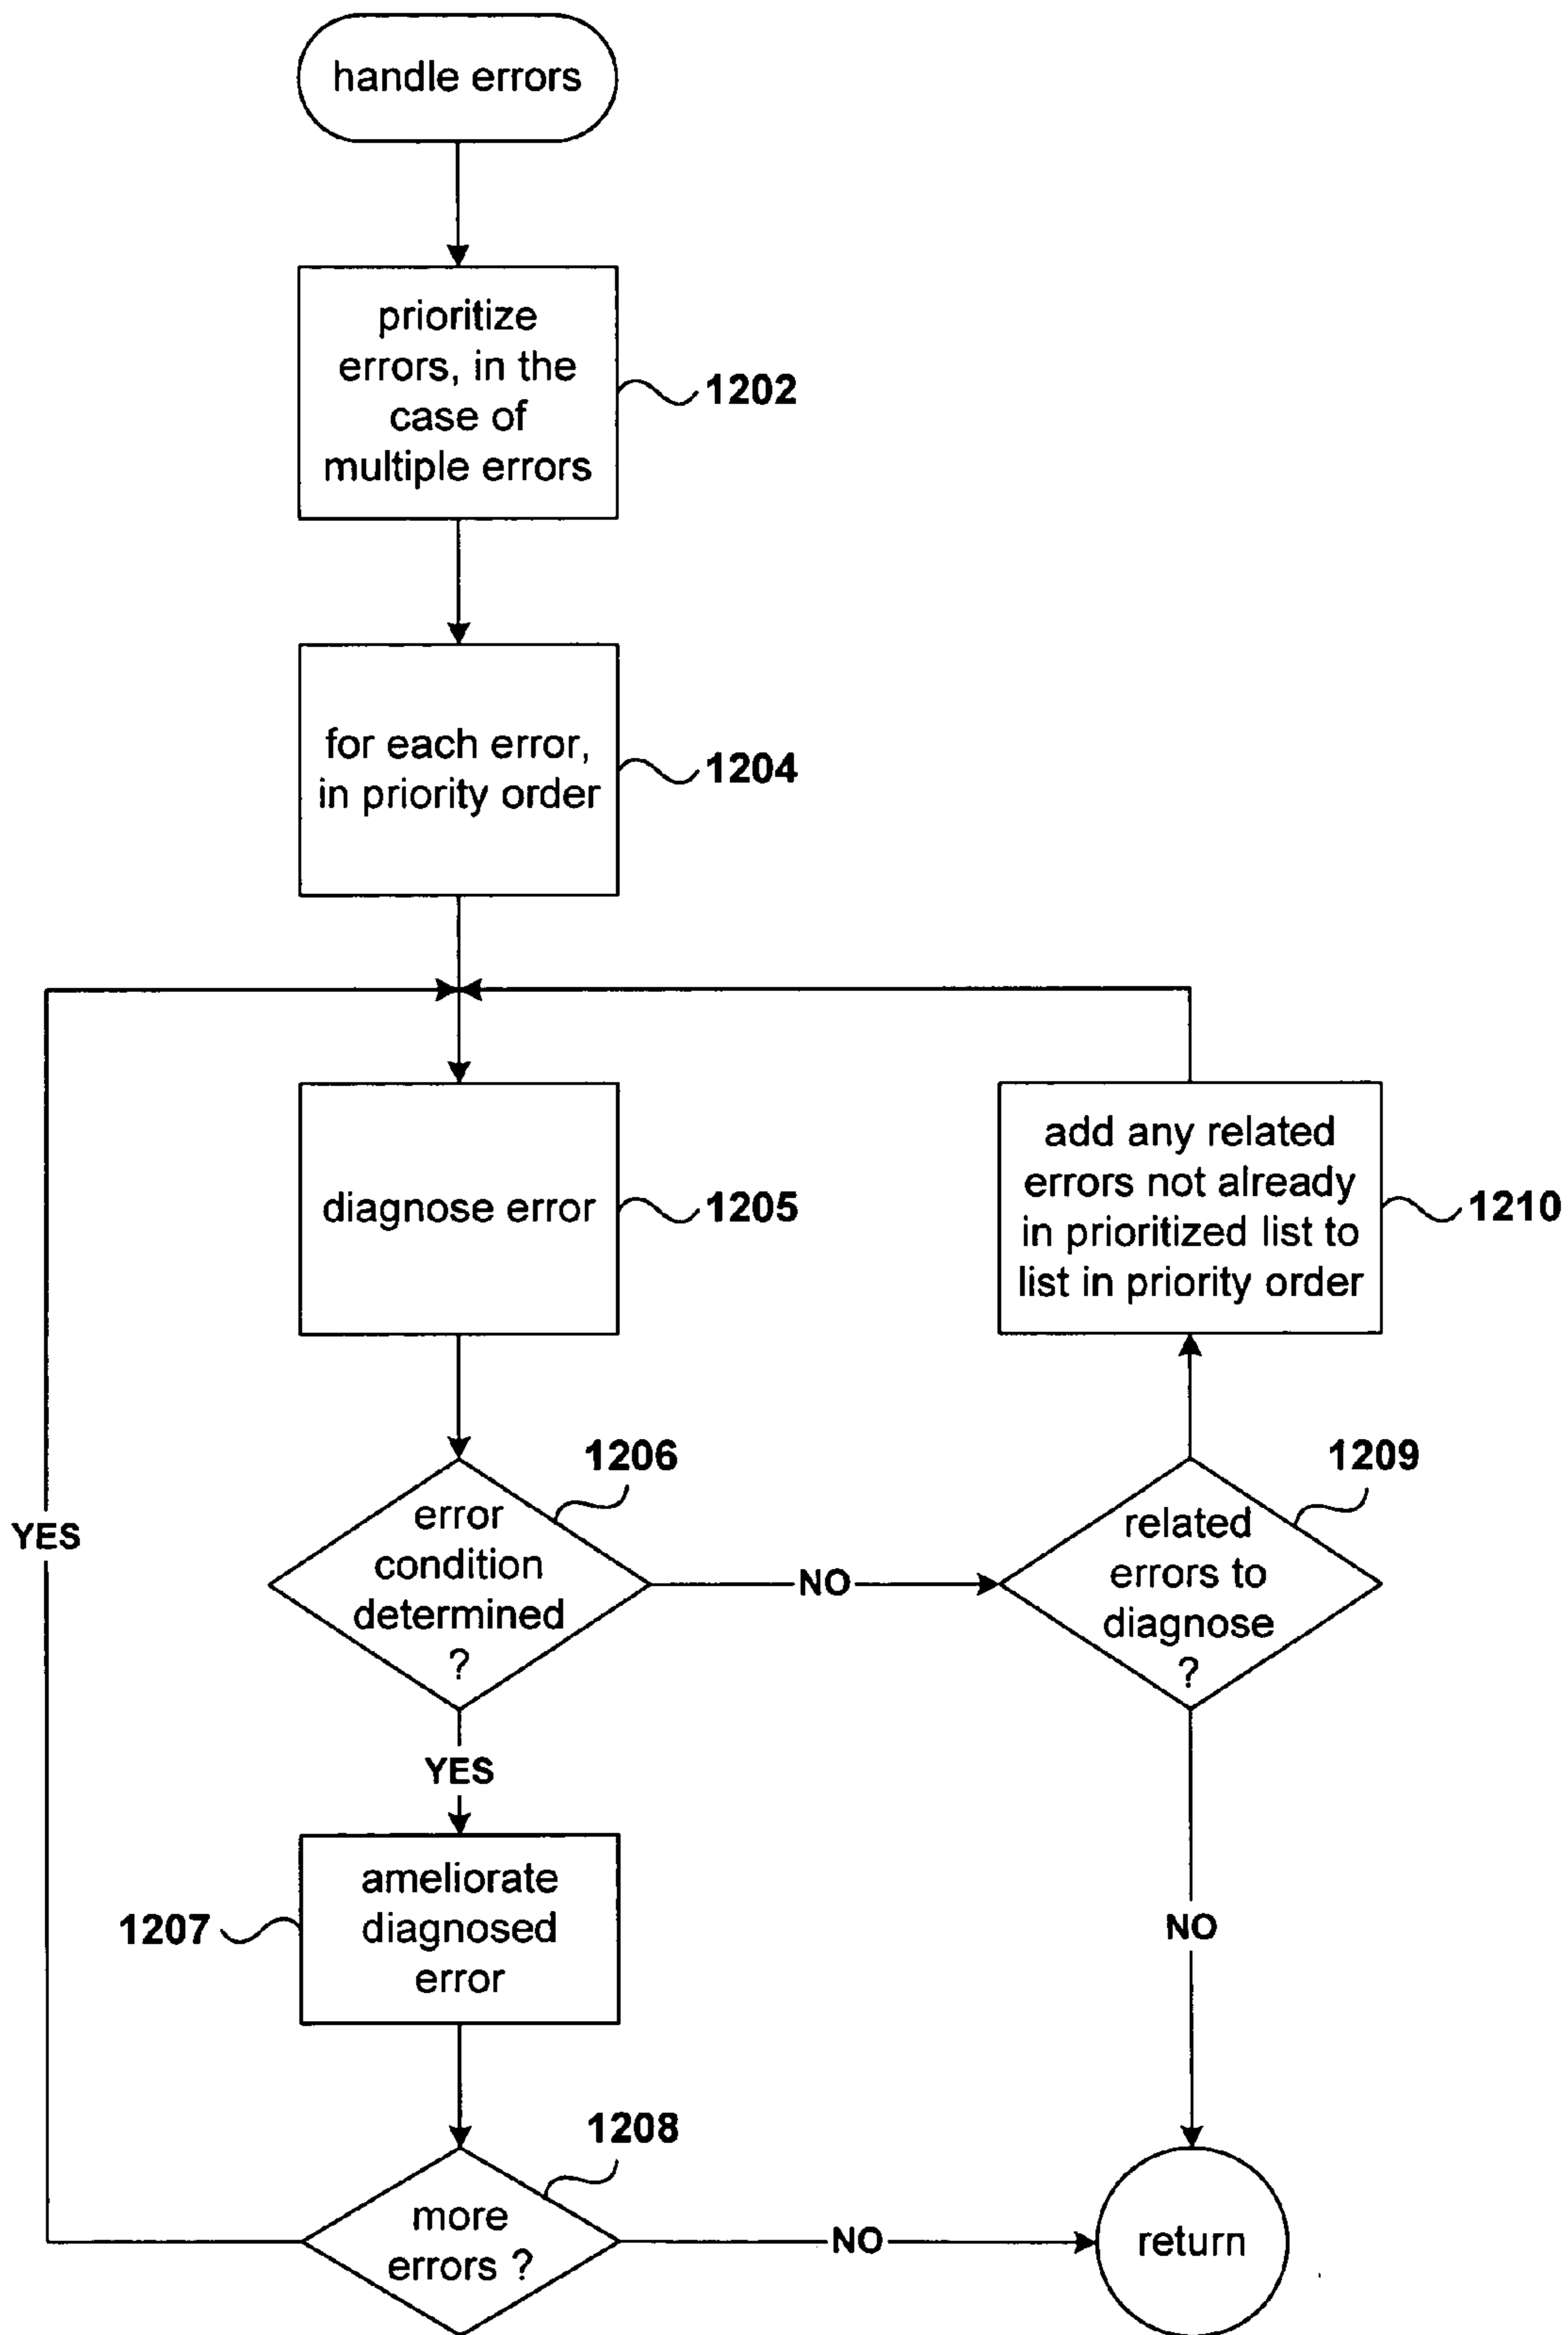 handle errors
prioritize
errors, in the
case of
multiple errors
1202
for each error,
in priority order
1204
diagnose error
1205
add any related
errors not already
in prioritized list to
list in priority order
1210
error
condition
determined
?
1206
NO
related
errors to
diagnose
?
1209
YES
YES
ameliorate
diagnosed
error
1207
NO
more
errors ?
1208
NO
return